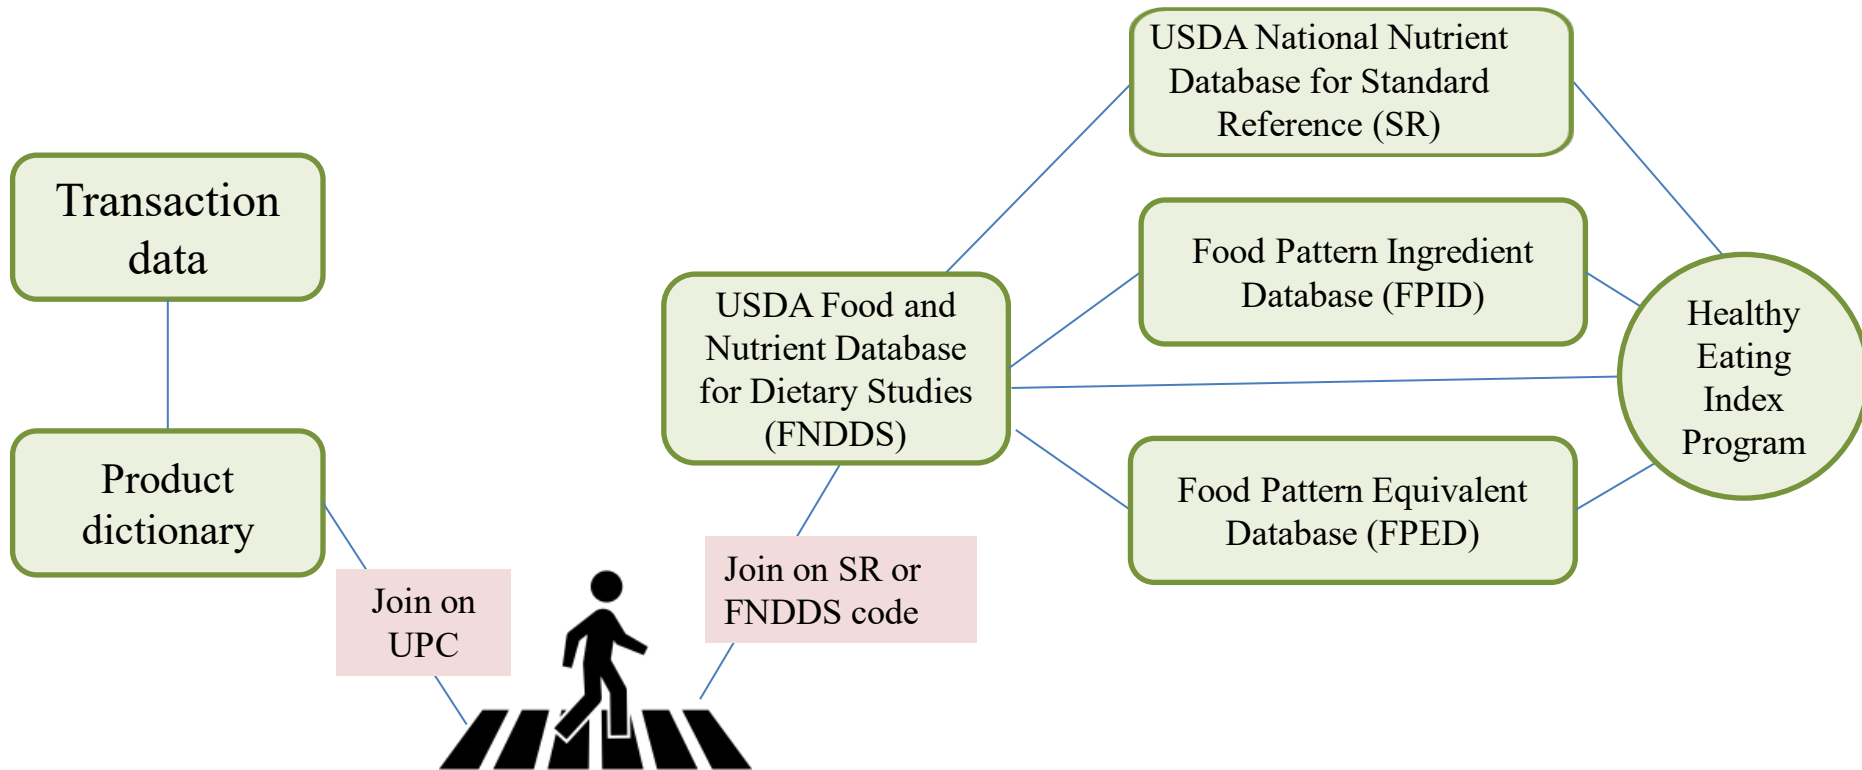 Transaction
data
Product
dictionary
Join on
UPC
Join on SR or
FNDDS code
USDA Food and
Nutrient Database
for Dietary Studies
(FNDDS)
USDA National Nutrient
Database for Standard
Reference (SR)
Food Pattern Ingredient
Database (FPID)
Food Pattern Equivalent
Database (FPED)
Healthy
Eating
Index
Program